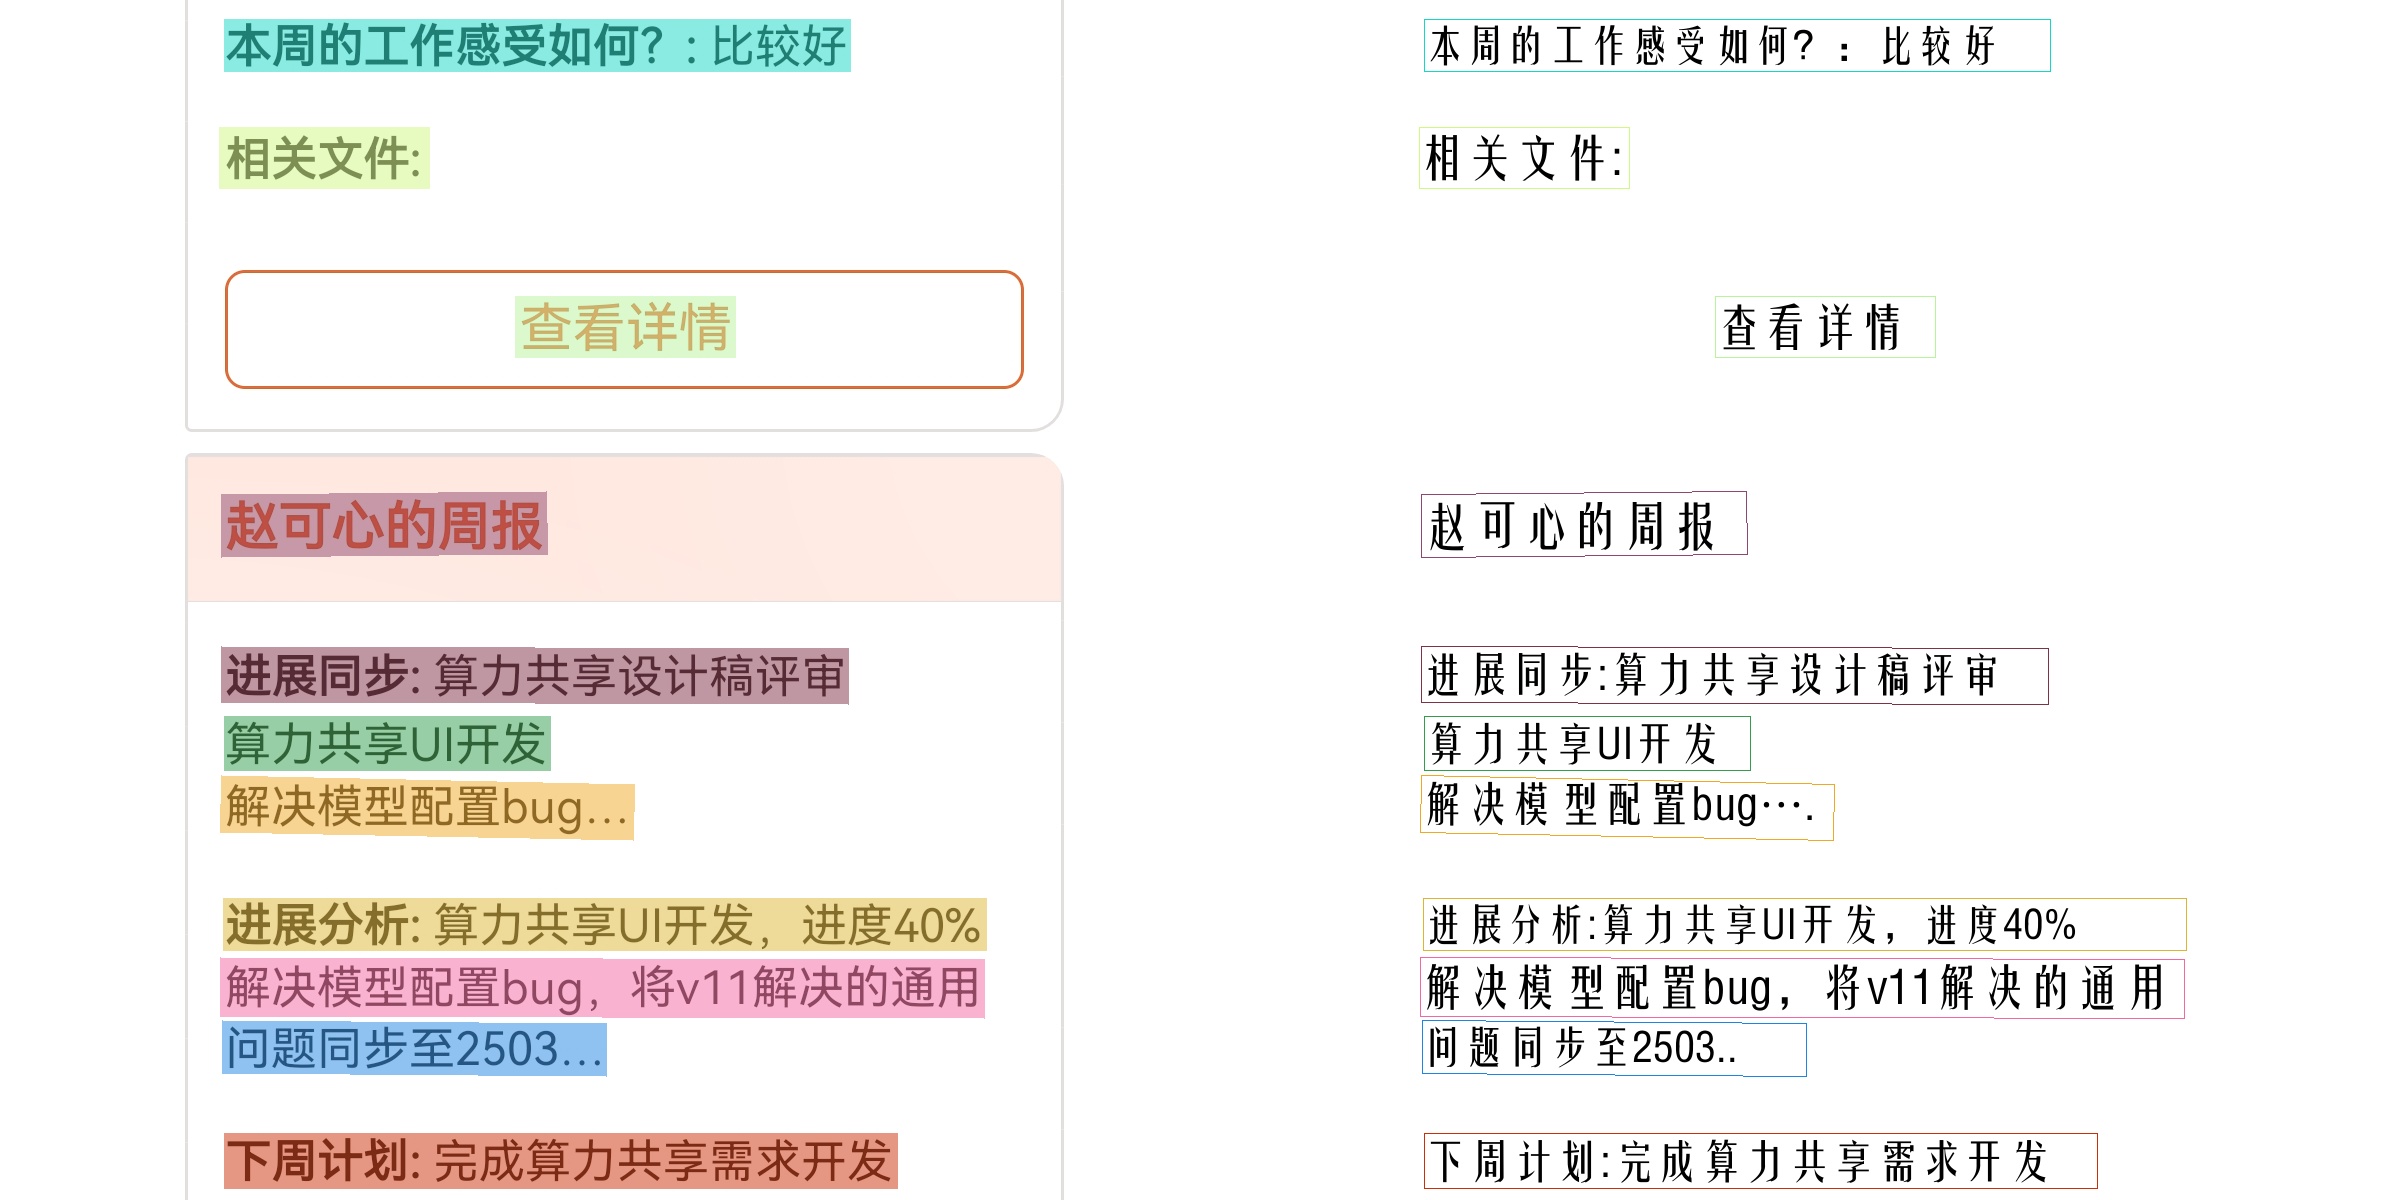 本周的工作感受如何？: 比较好
相关文件:
查看详情
赵可心的周报
进展同步: 算力共享设计稿评审
算力共享UI开发
解决模型配置bug...
进展分析: 算力共享UI开发，进度40%
解决模型配置bug，将v11解决的通用
问题同步至2503...
下周计划: 完成算力共享需求开发
本周的工作感受如何?：比较好
相关文件:
查看详情
赵可心的周报
进展同步:算力共享设计稿评审
算力共享UI开发
解决模型配置bug….
进展分析:算力共享UI开发，进度40%
解决模型配置bug，将v11解决的通用
问题同步至2503..
下周计划:完成算力共享需求开发